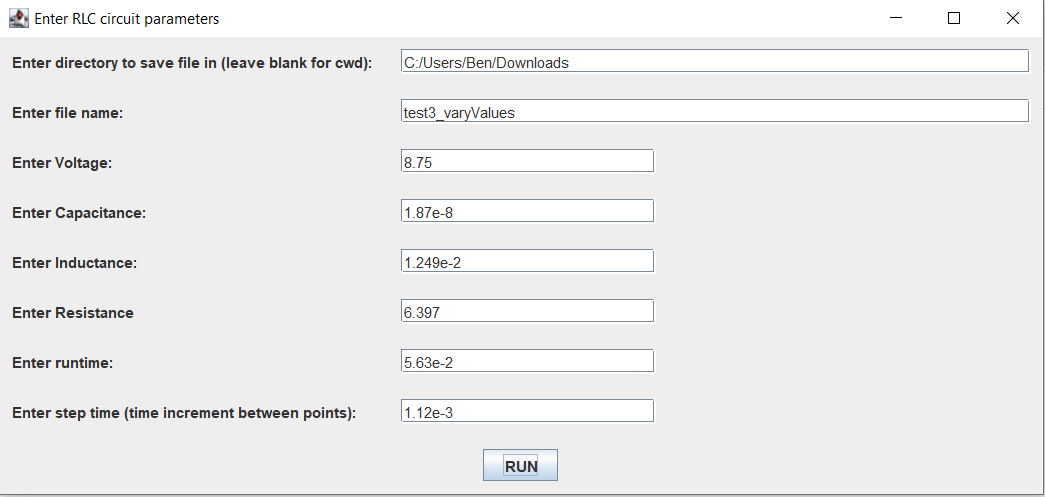 Enter RLC circuit parameters
Enter directory to save file in (leave blank for cwd): C:/Users/Ben/Downloads
Enter file name: test3_varyValues
Enter Voltage: 8.75
Enter Capacitance: 1.87e-8
Enter Inductance: 1.249e-2
Enter Resistance 6.397
Enter runtime: 5.63e-2
Enter step time (time increment between points): 1.12e-3
RUN